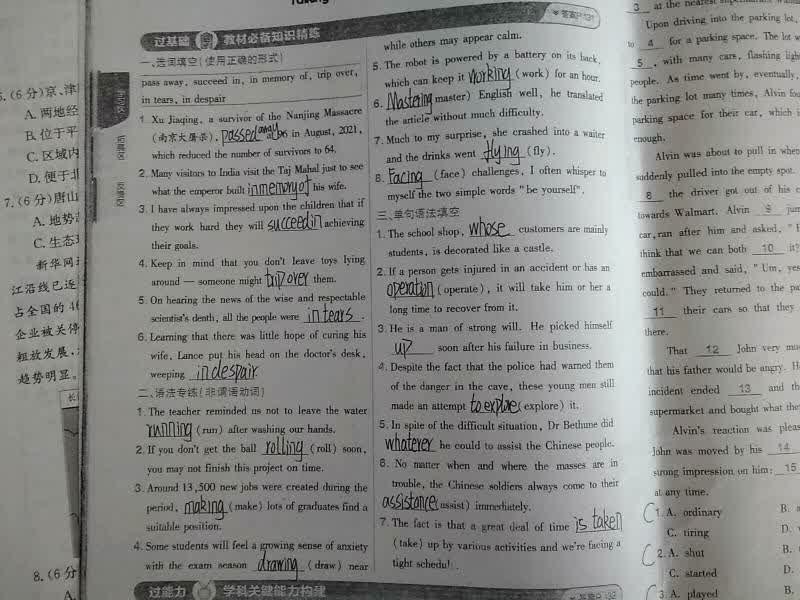 过基础 教材必备知识精练
一、选词填空(使用正确的形式)
pass away, succeed in, in memory of, trip over,
in tears, in despair
1. Xu Jiaqing, a survivor of the Nanjing Massacre
(南京大屠杀), passed away 96 in August, 2021,
which reduced the number of survivors to 64.
2. Many visitors to India visit the Taj Mahal just to see
what the emperor built in memory of his wife.
3. I have always impressed upon the children that if
they work hard they will succeed in achieving
their goals.
4. Keep in mind that you don't leave toys lying
around — someone might trip over them.
5. On hearing the news of the wise and respectable
scientist's death, all the people were in tears.
6. Learning that there was little hope of curing his
wife, Lance put his head on the doctor's desk,
weeping in despair
二、语法专练(非谓语动词)
1. The teacher reminded us not to leave the water
running (run) after washing our hands.
2. If you don't get the ball rolling (roll) soon,
you may not finish this project on time.
3. Around 13,500 new jobs were created during the
period, making (make) lots of graduates find a
suitable position.
4. Some students will feel a growing sense of anxiety
with the exam season drawing (draw) near
while others may appear calm.
5. The robot is powered by a battery on its back,
which can keep it working (work) for an hour.
6. Mastering master) English well, he translated
the article without much difficulty.
7. Much to my surprise, she crashed into a waiter
and the drinks went flying (fly).
8. Facing (face) challenges, I often whisper to
myself the two simple words "be yourself".
三、单句语法填空
1. The school shop, whose customers are mainly
students, is decorated like a castle.
2. If a person gets injured in an accident or has an
operation (operate), it will take him or her a
long time to recover from it.
3. He is a man of strong will. He picked himself
up soon after his failure in business.
4. Despite the fact that the police had warned them
of the danger in the cave, these young men still
made an attempt to explore (explore) it.
5. In spite of the difficult situation, Dr Bethune did
whatever he could to assist the Chinese people.
6. No matter when and where the masses are in
trouble, the Chinese soldiers always come to their
assistance assist) immediately.
7. The fact is that a great deal of time is taken
(take) up by various activities and we're facing a
tight schedul
过能力 学科关键能力构建
5.(6分)京、津
A. 两地经
B. 位于平
C. 区域内
D. 便于
7.(6分)唐山
A. 地势
C. 生态
新华网
江沿线已连
占全国的 46
企业被关停
粗放发展
趋势明显。
8.(6分
3 at the nearest supermarket
Upon driving into the parking lot,
to 4 for a parking space. The lot w
5, with many cars, flashing light
people. As time went by, eventually,
the parking lot many times, Alvin fou
parking space for their car, which i
enough.
Alvin was about to pull in when
suddenly pulled into the empty spot.
8 the driver got out of his c
towards Walmart. Alvin 9 jum
car, ran after him and asked, "
think that we can both 10 it?
embarrassed and said, "Um, yes
could." They returned to the pa
11 their cars so that they
there.
That 12 John very mu
that his father would be angry. H
incident ended 13 and th
supermarket and bought what the
Alvin's reaction was pleas
John was moved by his 14
strong impression on him: 15
at any time.
1. A. ordinary
C. tiring
2. A. shut
C. started
3. A. played